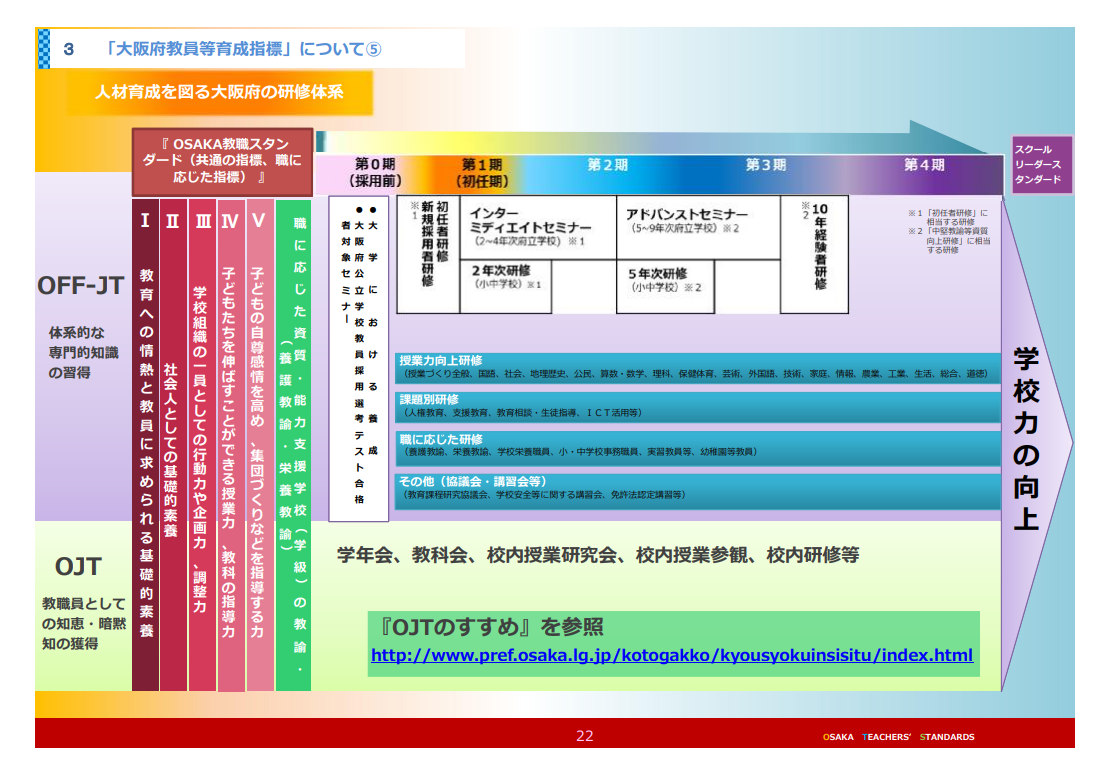 3 「大阪府教員等育成指標」について⑤
人材育成を図る大阪府の研修体系
『 OSAKA教職スタン
ダード（共通の指標、職に
応じた指標） 』
第０期
（採用前）
第１期
（初任期）
第２期
第３期
第４期
スクール
リーダース
タンダード
OFF-JT
体系的な
専門的知識
の習得
OJT
教職員として
の知恵・暗黙
知の獲得
Ⅰ 教育への情熱と教員に求められる基礎的素養
Ⅱ 社会人としての基礎的素養
Ⅲ 学校組織の一員としての行動力や企画力、調整力
Ⅳ 子どもたちを伸ばすことができる授業力、教科の指導力
Ⅴ 子どもの自尊感情を高め、集団づくりなどを指導する力
職に応じた資質・能力支援学校（学級）の教諭・
（養護教諭・栄養教諭）
●大学における養成
●大阪府公立学校教員採用選考テスト合格
者対象セミナー
初任者研修
新規採用者研修
※1
インター
ミディエイトセミナー
（2~4年次府立学校）※１
２年次研修
（小中学校）※１
アドバンストセミナー
（5~9年次府立学校）※２
５年次研修
（小中学校）※２
10年経験者研修
※2
※１「初任者研修」に
相当する研修
※２「中堅教諭等資質
向上研修」に相当
する研修
授業力向上研修
（授業づくり全般、国語、社会、地理歴史、公民、算数・数学、理科、保健体育、芸術、外国語、技術、家庭、情報、農業、工業、生活、総合、道徳）
課題別研修
（人権教育、支援教育、教育相談・生徒指導、ＩＣＴ活用等）
職に応じた研修
（養護教諭、栄養教諭、学校栄養職員、小・中学校事務職員、実習教員等、幼稚園等教員）
その他（協議会・講習会等）
（教育課程研究協議会、学校安全等に関する講習会、免許法認定講習等）
学校力の向上
学年会、教科会、校内授業研究会、校内授業参観、校内研修等
『OJTのすすめ』を参照
http://www.pref.osaka.lg.jp/kotogakko/kyousyokuinsisitu/index.html
22
OSAKA TEACHERS' STANDARDS